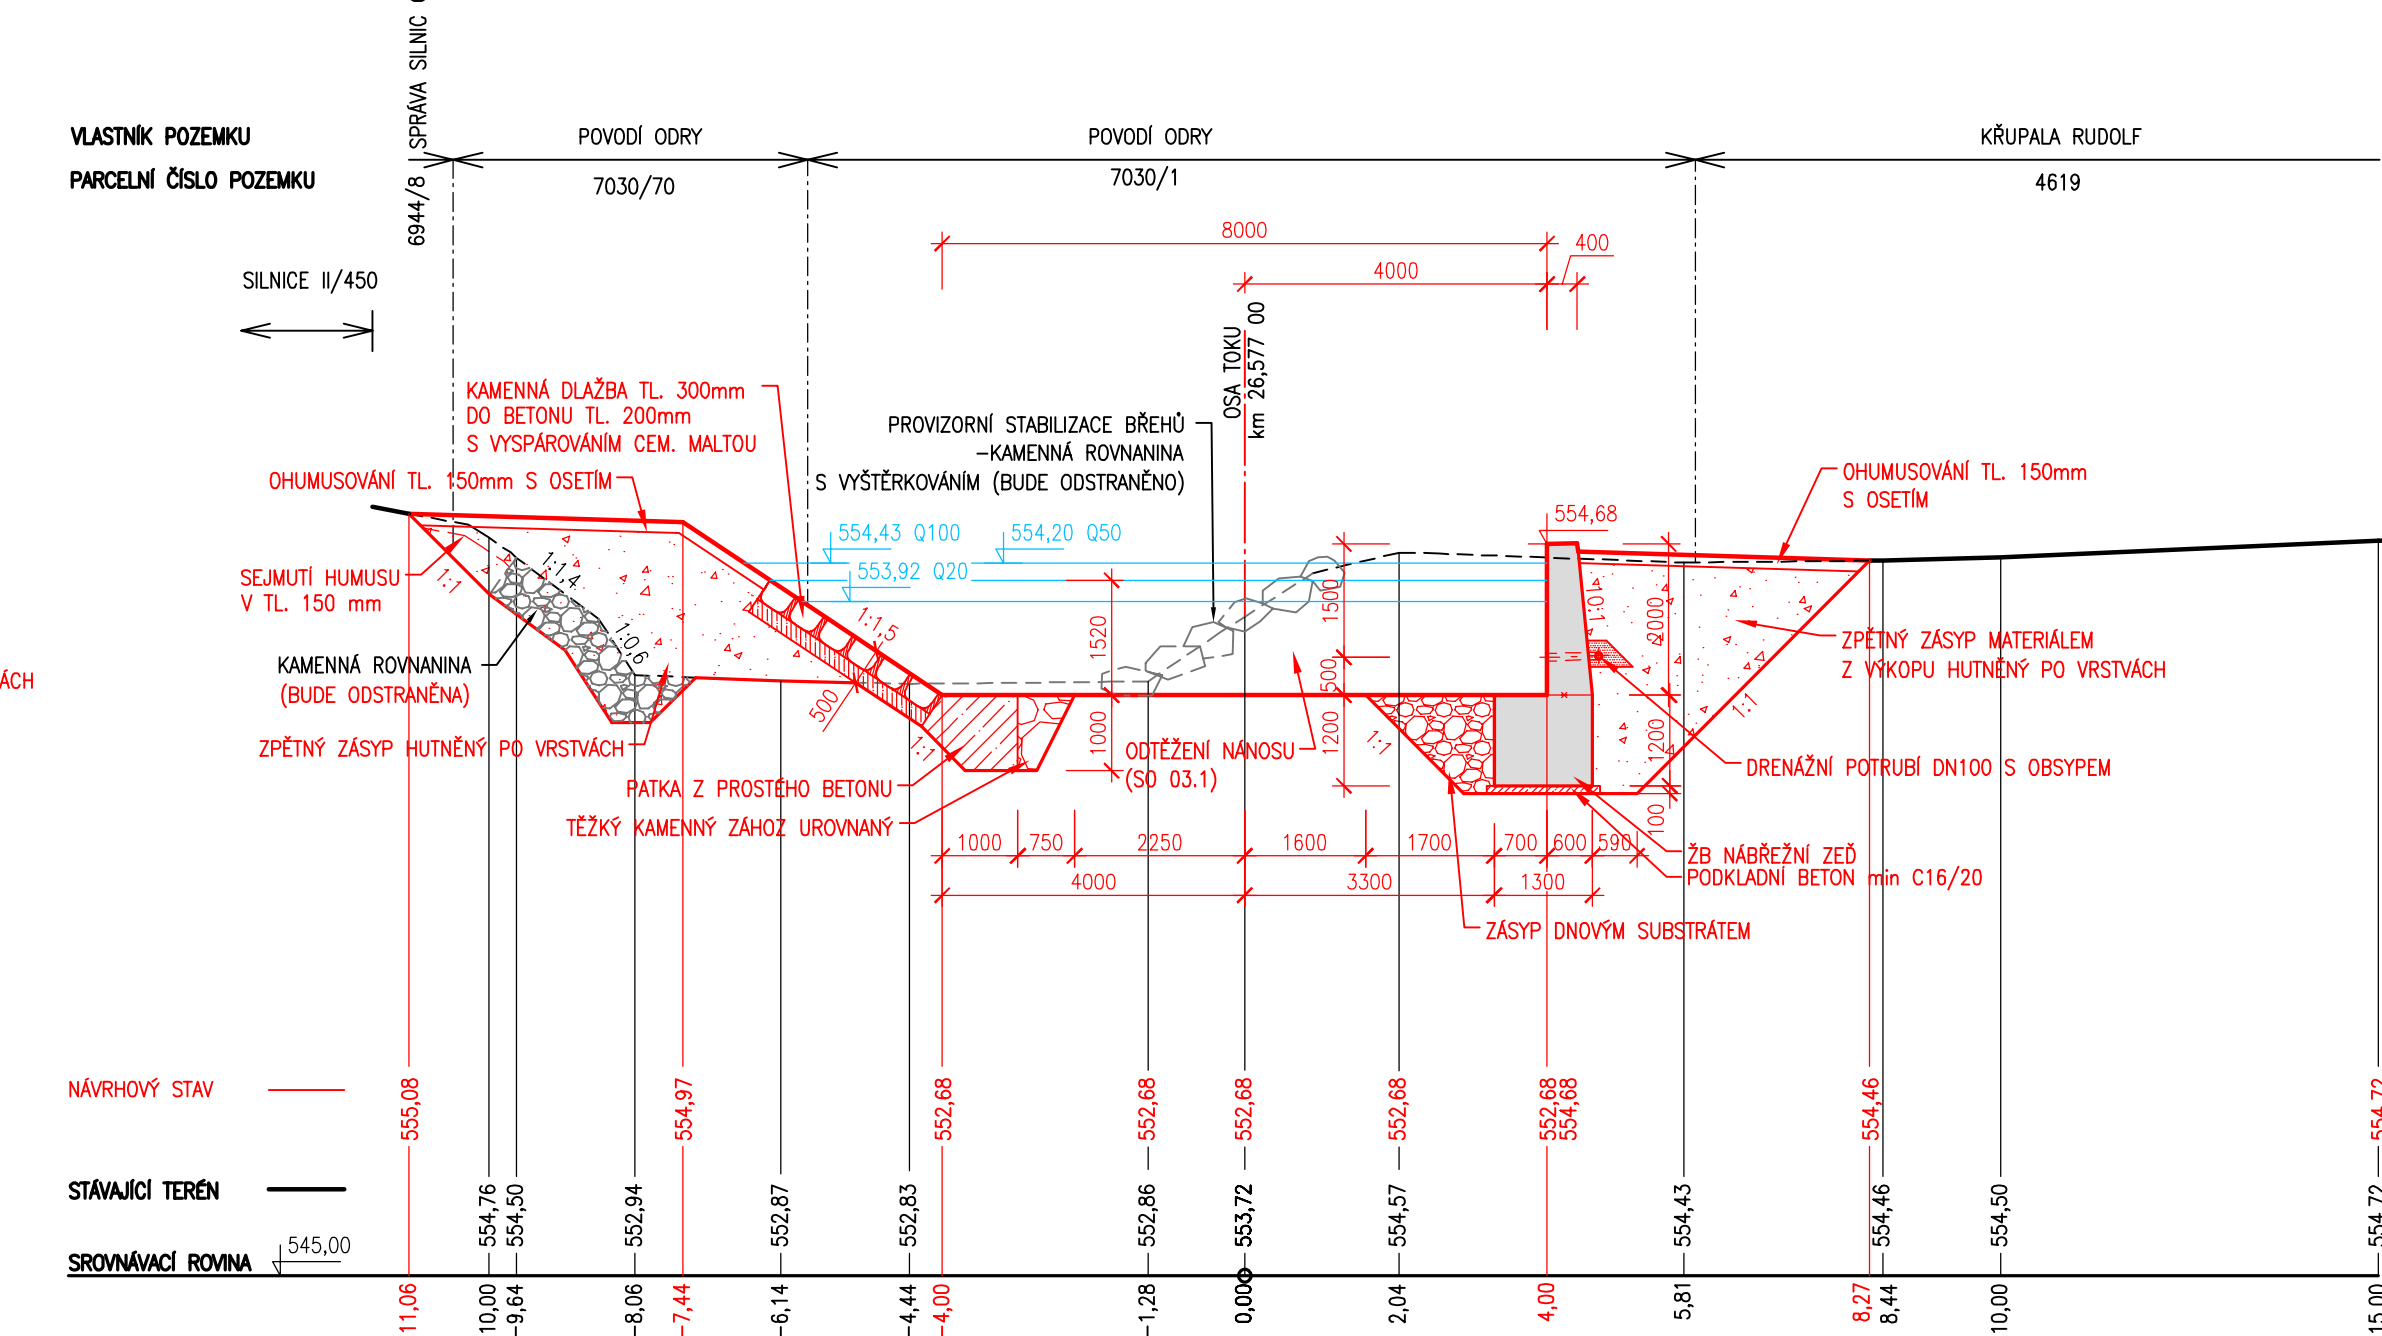 SPRÁVA SILNIC
VLASTNÍK POZEMKU
POVODÍ ODRY
POVODÍ ODRY
KŘUPALA RUDOLF
PARCELNÍ ČÍSLO POZEMKU
6944/8
7030/70
7030/1
4619
8000
400
4000
SILNICE II/450
OSA TOKU
km 26,577 00
KAMENNÁ DLAŽBA TL. 300mm
DO BETONU TL. 200mm
S VYSPÁROVÁNÍM CEM. MALTOU
PROVIZORNÍ STABILIZACE BŘEHŮ
-KAMENNÁ ROVNANINA
S VYŠTĚRKOVÁNÍM (BUDE ODSTRANĚNO)
OHUMUSOVÁNÍ TL. 150mm S OSETÍM
OHUMUSOVÁNÍ TL. 150mm
S OSETÍM
554,43 Q100
554,20 Q50
553,92 Q20
554,68
SEJMUTÍ HUMUSU
V TL. 150 mm
1:1
1:1,4
1:0,6
1:1,5
10:1
1500
1520
500
2000
KAMENNÁ ROVNANINA
(BUDE ODSTRANĚNA)
ZPĚTNÝ ZÁSYP MATERIÁLEM
Z VÝKOPU HUTNĚNÝ PO VRSTVÁCH
ÁCH
500
1:1
1000
1200
1:1
1200
1:1
100
ZPĚTNÝ ZÁSYP HUTNĚNÝ PO VRSTVÁCH
ODTĚŽENÍ NÁNOSU
(SO 03.1)
DRENÁŽNÍ POTRUBÍ DN100 S OBSYPEM
PATKA Z PROSTÉHO BETONU
TĚŽKÝ KAMENNÝ ZÁHOZ UROVNANÝ
1000
750
2250
1600
1700
700
600
590
ŽB NÁBŘEŽNÍ ZEĎ
PODKLADNÍ BETON min C16/20
4000
3300
1300
ZÁSYP DNOVÝM SUBSTRÁTEM
NÁVRHOVÝ STAV
555,08
554,97
552,68
552,68
552,68
552,68
552,68
554,68
554,46
554,72
STÁVAJÍCÍ TERÉN
554,76
554,50
552,94
552,87
552,83
552,86
553,72
554,57
554,43
554,46
554,50
554,72
SROVNÁVACÍ ROVINA
545,00
11,06
10,00
-9,64
-8,06
-7,44
-6,14
-4,44
-4,00
-1,28
0,00
2,04
4,00
5,81
8,27
8,44
10,00
15,00